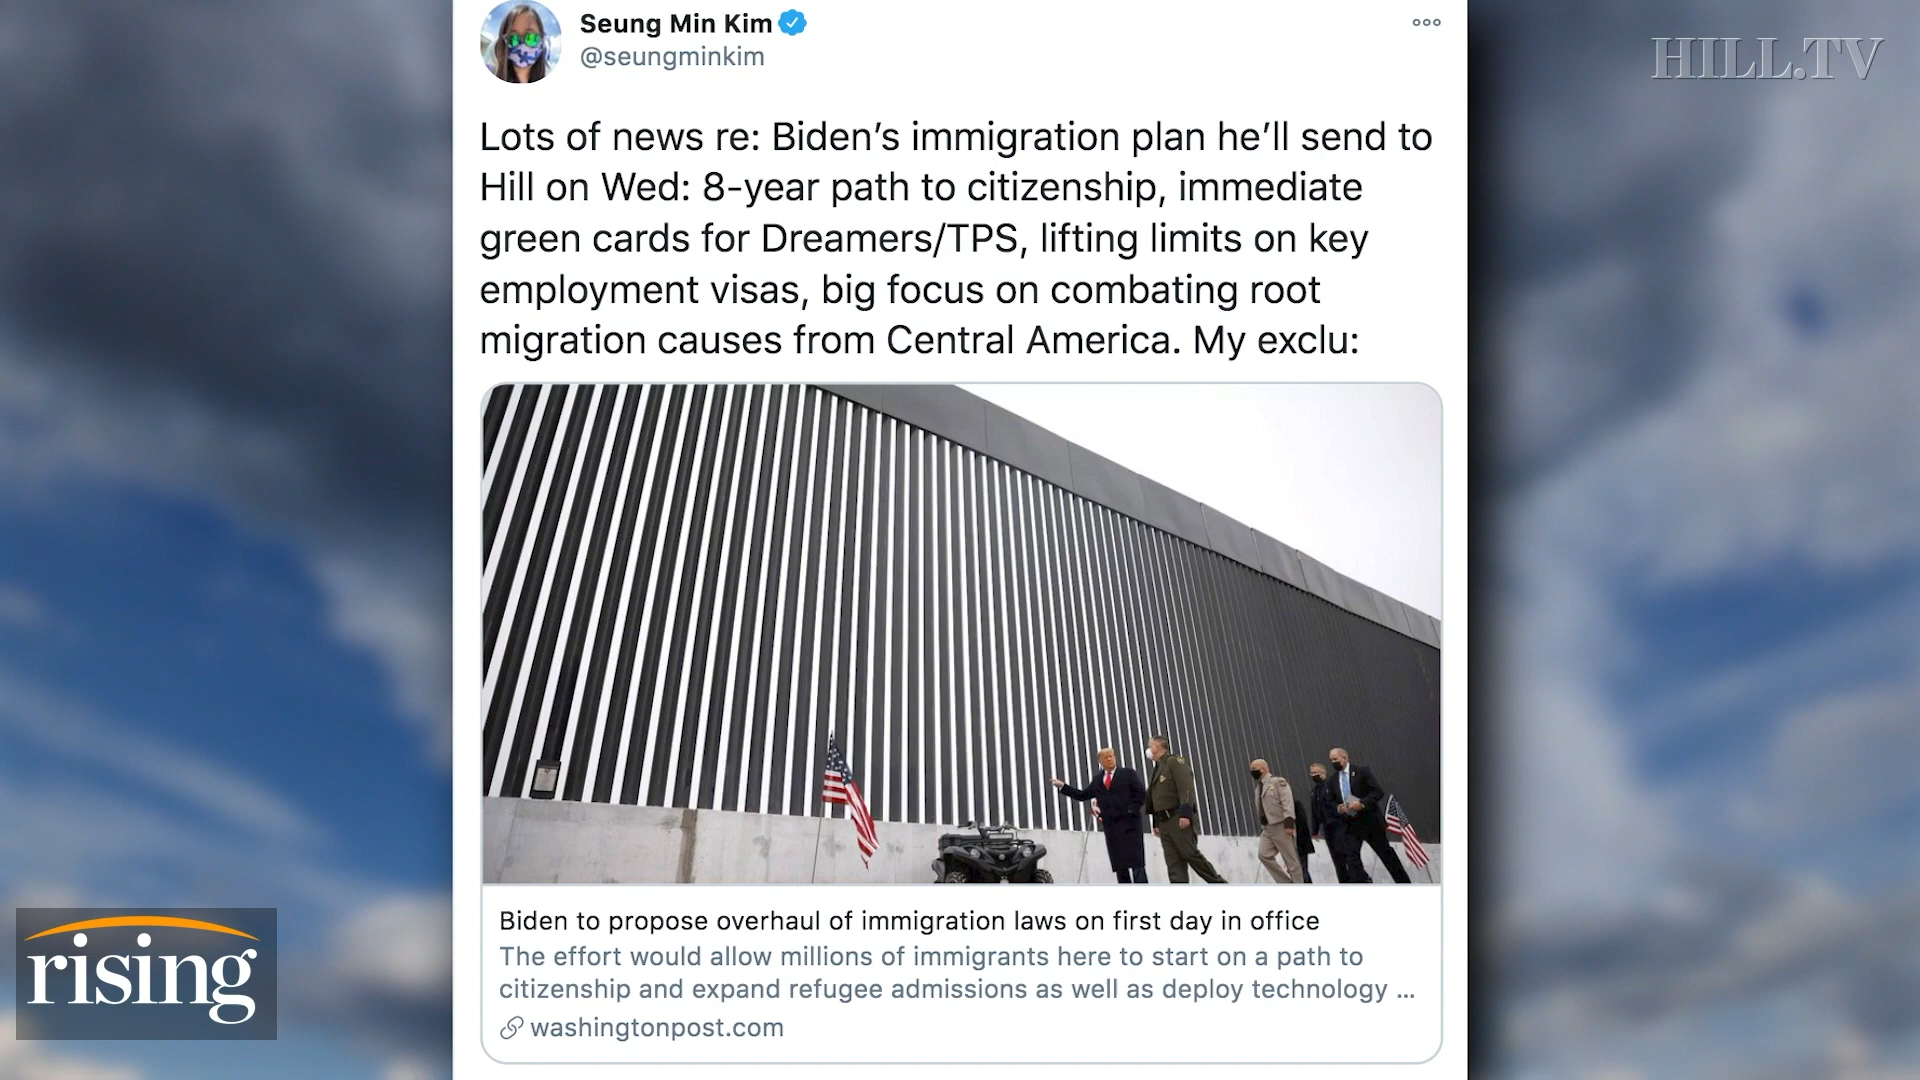 Seung Min Kim
@seungminkim
HILL.TV
Lots of news re: Biden’s immigration plan he’ll send to
Hill on Wed: 8-year path to citizenship, immediate
green cards for Dreamers/TPS, lifting limits on key
employment visas, big focus on combating root
migration causes from Central America. My exclu:
Biden to propose overhaul of immigration laws on first day in office
The effort would allow millions of immigrants here to start on a path to
citizenship and expand refugee admissions as well as deploy technology ...
washingtonpost.com
rising